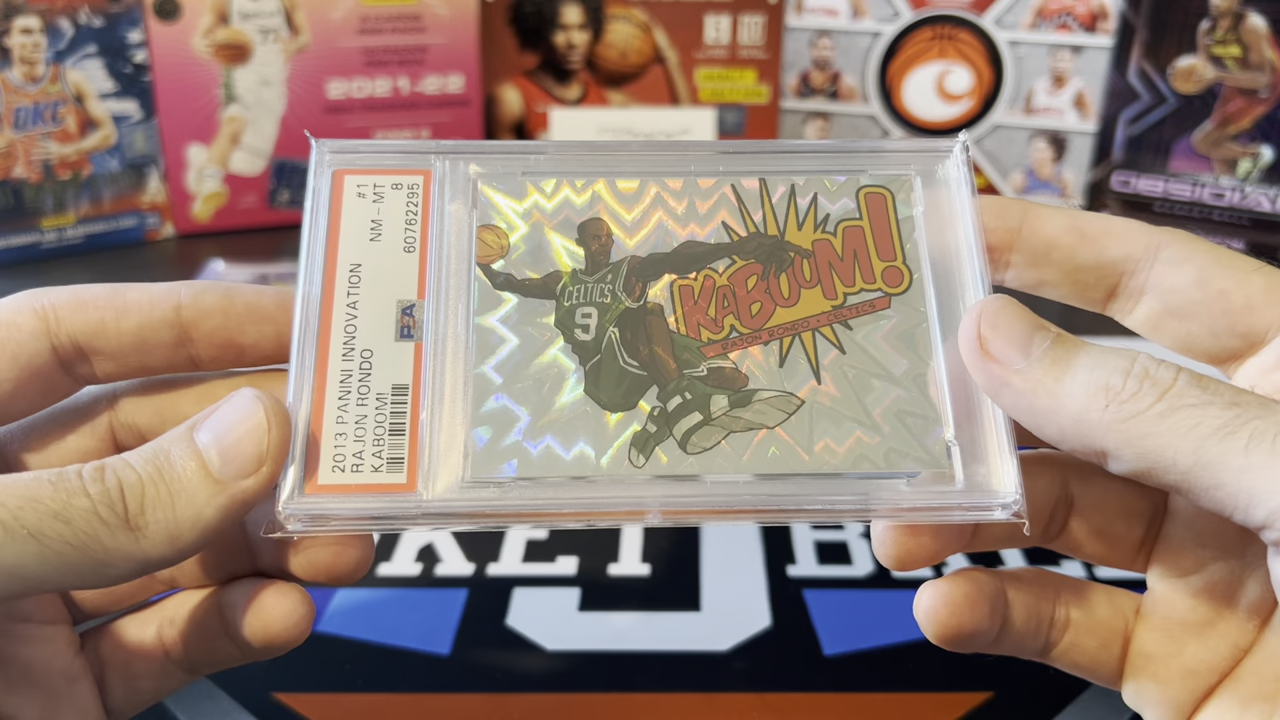 OKC
2021-22
OBSIDIAN
2013 PANINI INNOVATION #1
RAJON RONDO NM-MT
KABOOM! 8
60762295
PSA
CELTICS
9
KABOOM!
RAJON RONDO • CELTICS